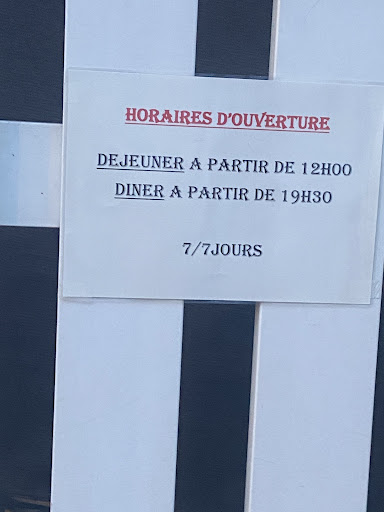 HORAIRES D'OUVERTURE
DEJEUNER A PARTIR DE 12H00
DINER A PARTIR DE 19H30
7/7JOURS